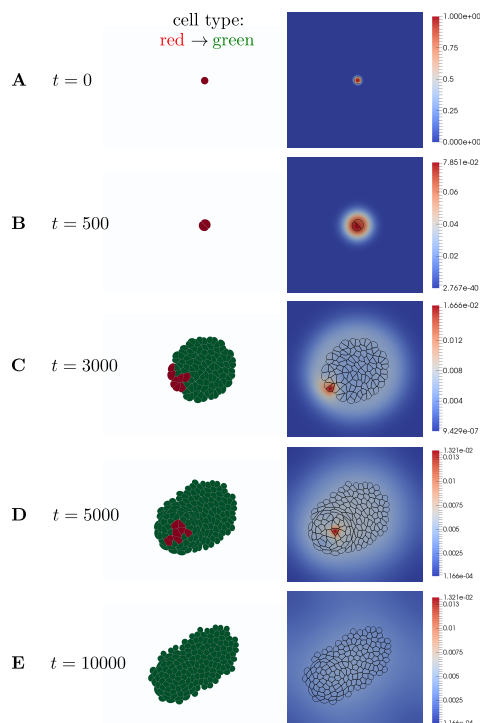 cell type:
red → green
A t = 0
1.000e+00
0.75
0.5
0.25
0.000e+00
B t = 500
7.851e-02
0.06
0.04
0.02
2.767e-40
C t = 3000
1.666e-02
0.012
0.008
0.004
9.429e-07
D t = 5000
1.321e-02
0.013
0.01
0.0075
0.005
0.0025
1.166e-04
E t = 10000
1.321e-02
0.013
0.01
0.0075
0.005
0.0025
1.166e-04